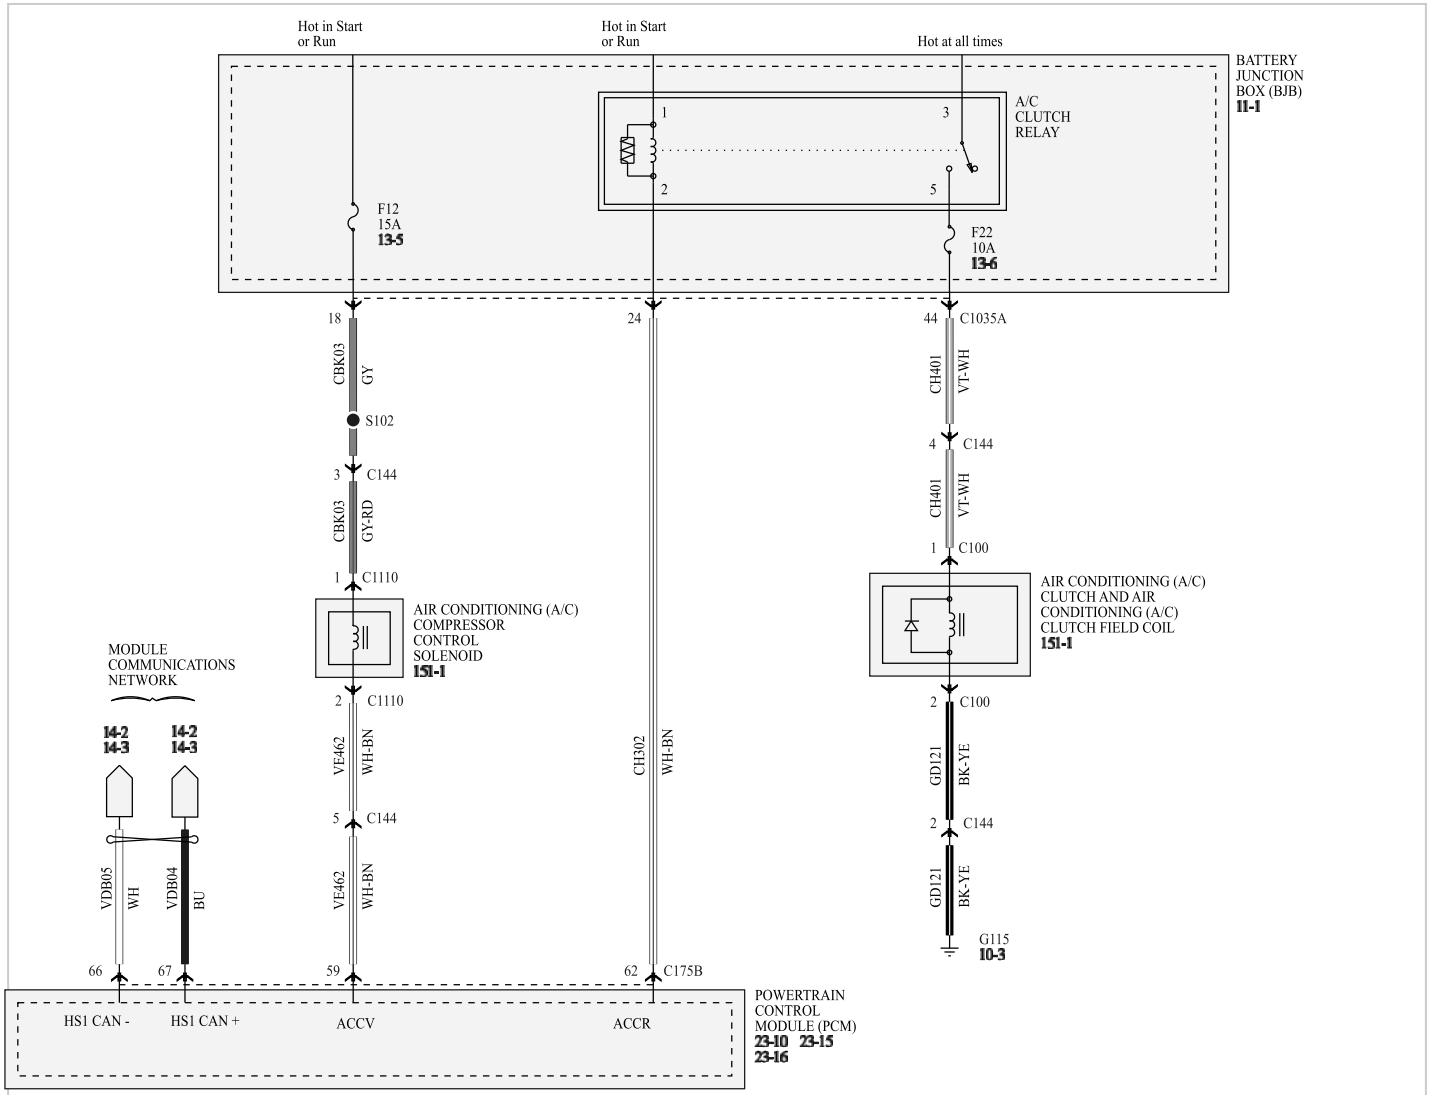 Hot in Start
or Run
Hot in Start
or Run
Hot at all times
BATTERY
JUNCTION
BOX (BJB)
11-1
A/C
CLUTCH
RELAY
1
3
2
5
F12
15A
13-5
F22
10A
13-6
18
24
44 C1035A
CBK03
GY
CH401
VT-WH
S102
4 C144
3 C144
CBK03
GY-RD
CH401
VT-WH
1 C100
1 C1110
AIR CONDITIONING (A/C)
COMPRESSOR
CONTROL
SOLENOID
151-1
AIR CONDITIONING (A/C)
CLUTCH AND AIR
CONDITIONING (A/C)
CLUTCH FIELD COIL
151-1
MODULE
COMMUNICATIONS
NETWORK
14-2
14-3
14-2
14-3
2 C1110
2 C100
VE462
WH-BN
CH302
WH-BN
GD121
BK-YE
5 C144
2 C144
VDB05
WH
VDB04
BU
VE462
WH-BN
GD121
BK-YE
G115
10-3
66
67
59
62 C175B
HS1 CAN -
HS1 CAN +
ACCV
ACCR
POWERTRAIN
CONTROL
MODULE (PCM)
23-10 23-15
23-16